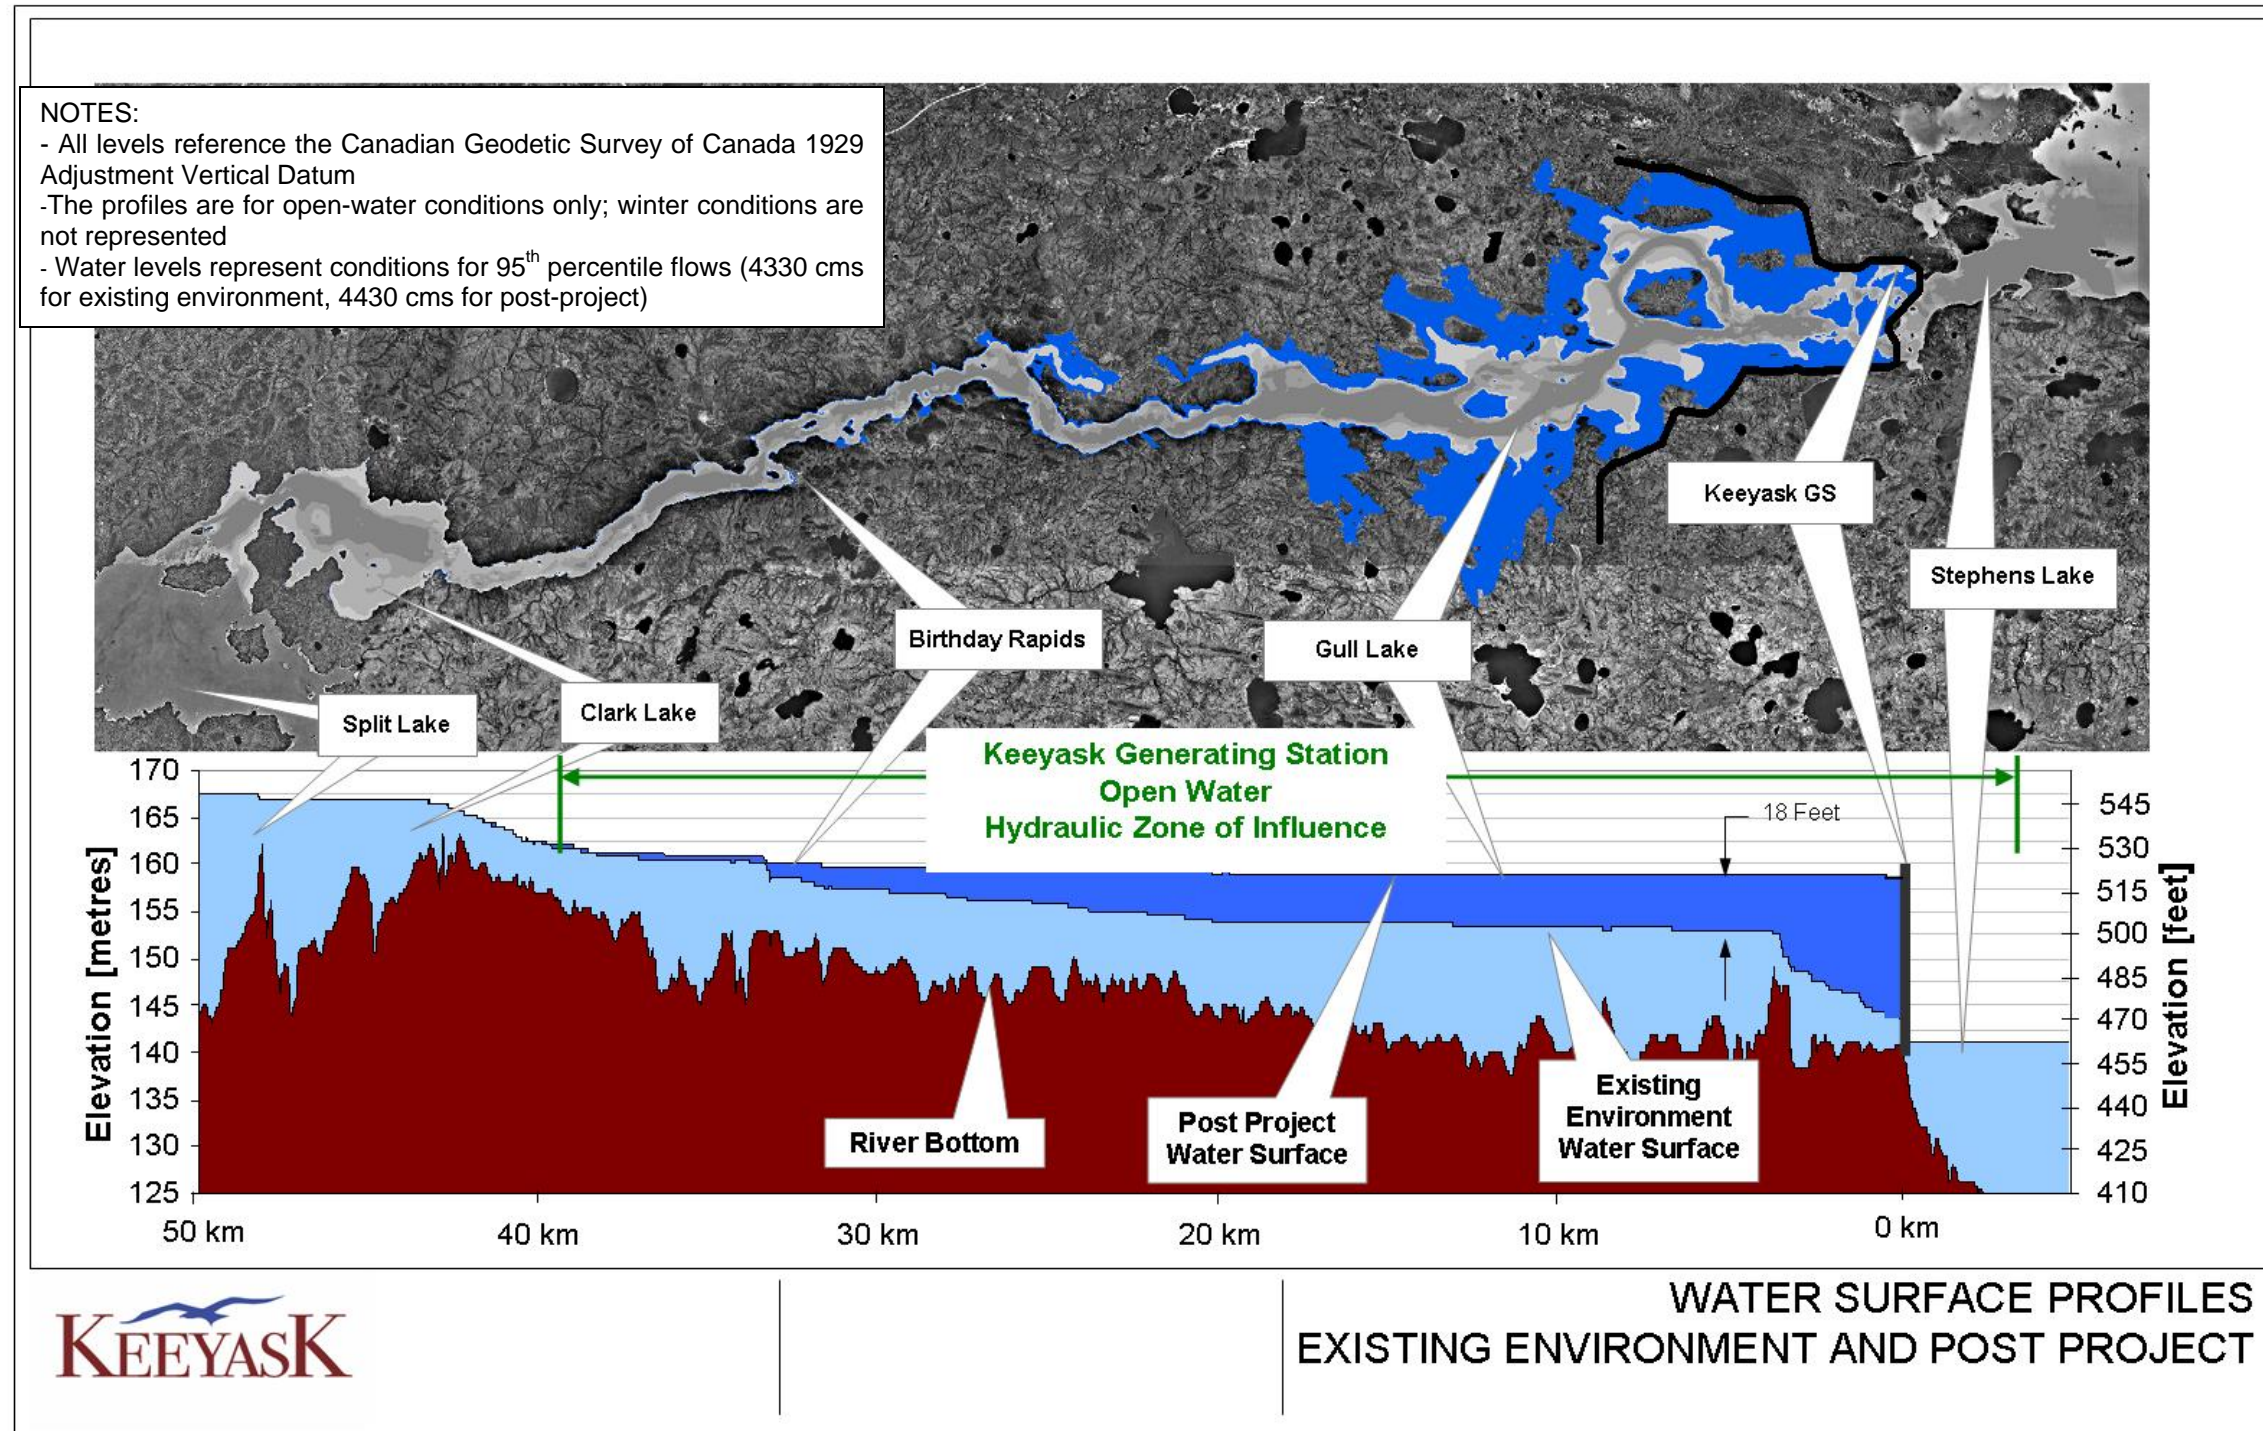 NOTES:
- All levels reference the Canadian Geodetic Survey of Canada 1929
Adjustment Vertical Datum
-The profiles are for open-water conditions only; winter conditions are
not represented
- Water levels represent conditions for 95th percentile flows (4330 cms
for existing environment, 4430 cms for post-project)
Keeyask GS
Stephens Lake
Birthday Rapids
Gull Lake
Split Lake
Clark Lake
Keeyask Generating Station
Open Water
Hydraulic Zone of Influence
18 Feet
Elevation [metres]
170
165
160
155
150
145
140
135
130
125
Elevation [feet]
545
530
515
500
485
470
455
440
425
410
River Bottom
Post Project
Water Surface
Existing
Environment
Water Surface
50 km
40 km
30 km
20 km
10 km
0 km
KEEYASK
WATER SURFACE PROFILES
EXISTING ENVIRONMENT AND POST PROJECT